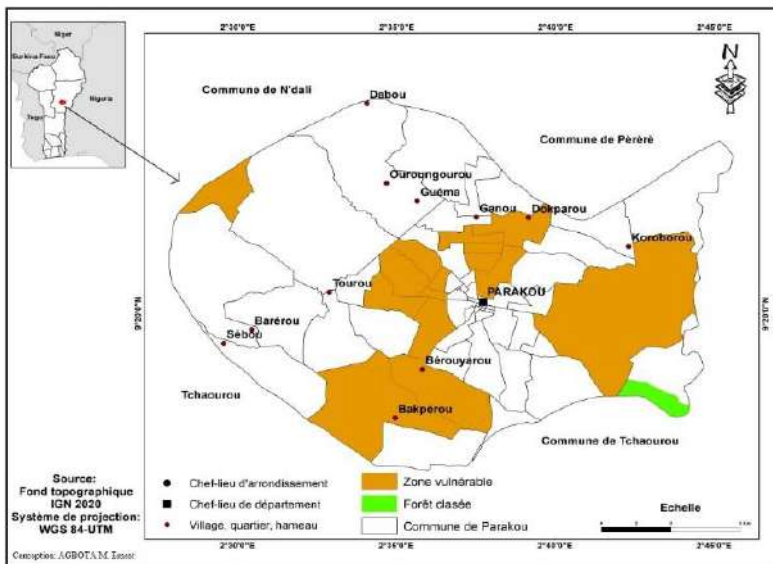 2°30'0"E
2°35'0"E
2°40'0"E
2°45'0"E
Niger
Burkina-Faso
Nigeria
Togo
N
Commune de N'dali
Dabou
Commune de Pèrèrè
Ouroungourou
Guéma
Ganou
Dokparou
Koroborou
Tourou
PARAKOU
9°20'0"N
9°20'0"N
Barérou
Sébou
Bérouyarou
Tchaourou
Bakpérou
Commune de Tchaourou
Source:
Fond topographique
IGN 2020
Système de projection:
WGS 84-UTM
Chef-lieu d'arrondissement
Chef-lieu de département
Village, quartier, hameau
Zone vulnérable
Forêt clasée
Commune de Parakou
Echelle
2°30'0"E
2°35'0"E
2°40'0"E
2°45'0"E
Conception: AGBOTA M. Ernest